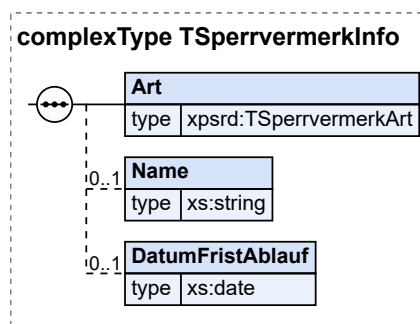 complexType TSperrvermerkInfo
Art
type xpsrd:TSperrvermerkArt
0..1 Name
type xs:string
0..1 DatumFristAblauf
type xs:date